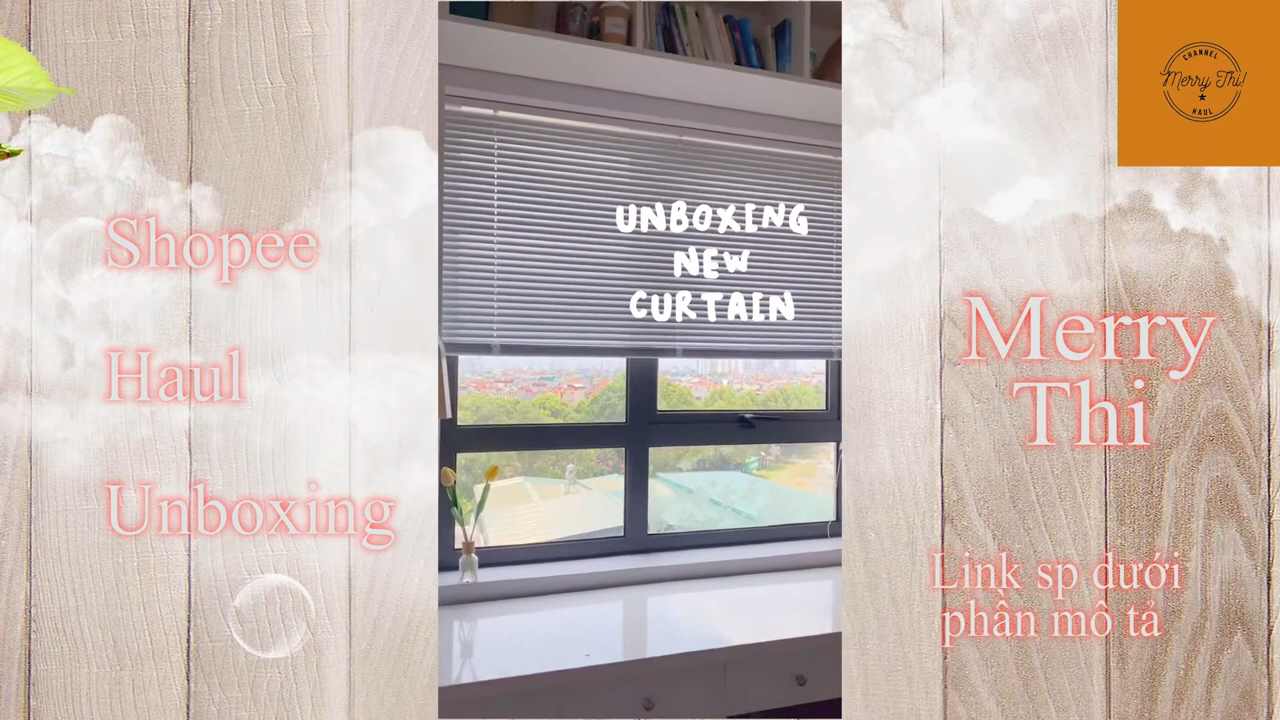 Shopee
Haul
Unboxing
UNBOXING
NEW
CURTAIN
CHANNEL
Merry Thi!
HAUL
Merry
Thi
Link sp dưới
phần mô tả